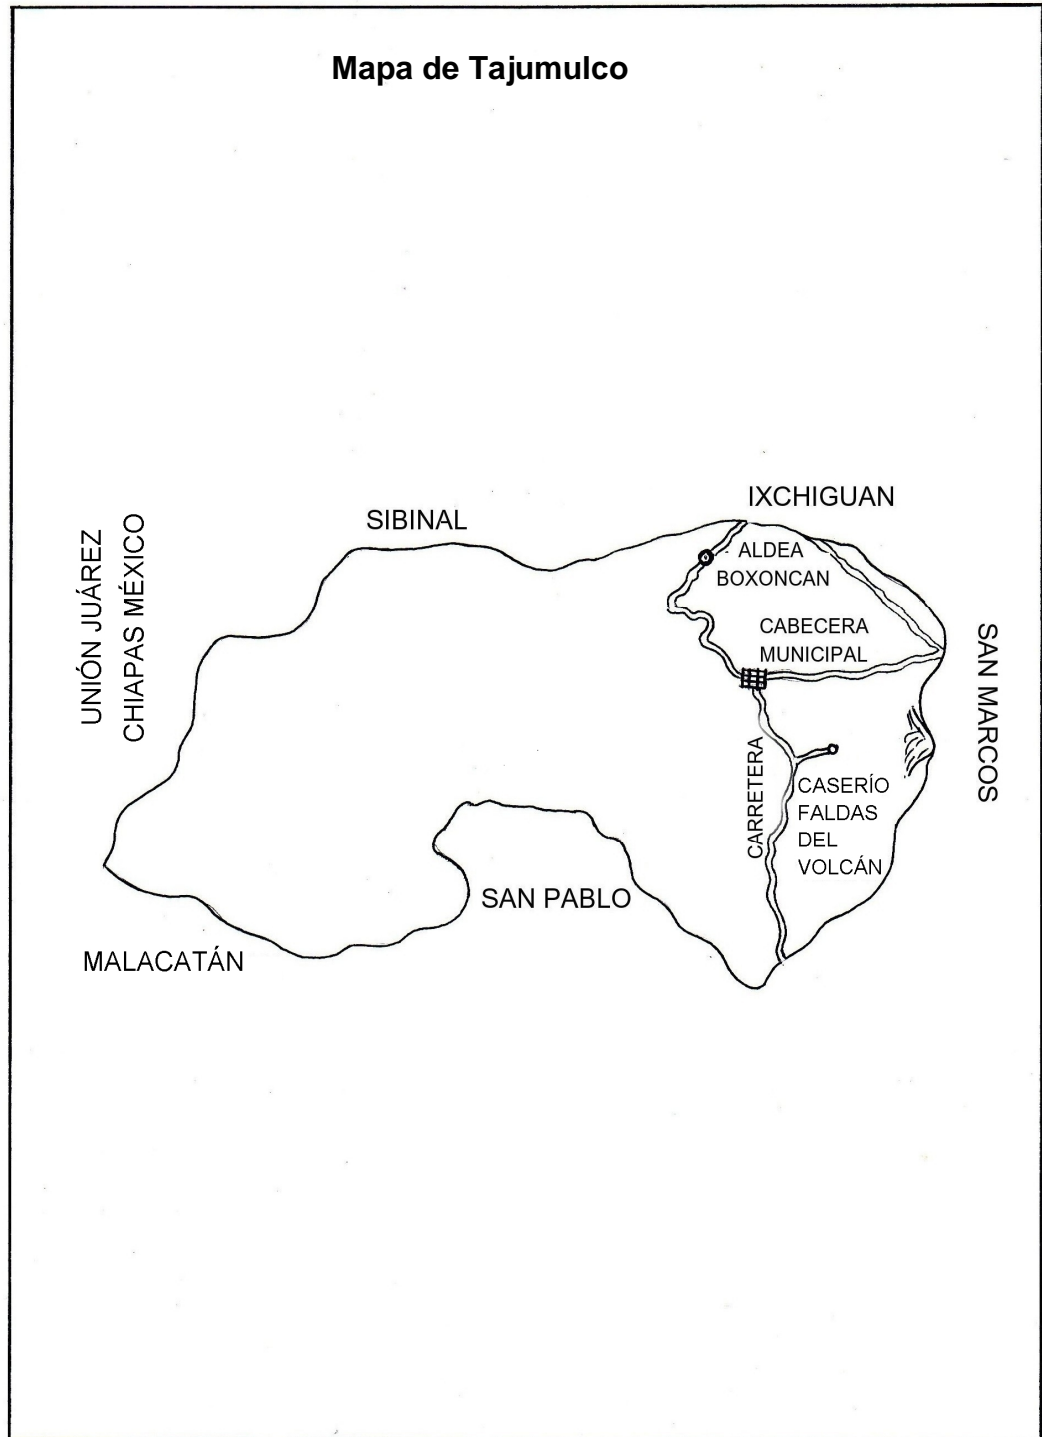 Mapa de Tajumulco
IXCHIGUAN
SIBINAL
UNIÓN JUÁREZ
CHIAPAS MÉXICO
ALDEA
BOXONCAN
CABECERA
MUNICIPAL
SAN MARCOS
CARRETERA
CASERÍO
FALDAS
DEL
VOLCÁN
SAN PABLO
MALACATÁN